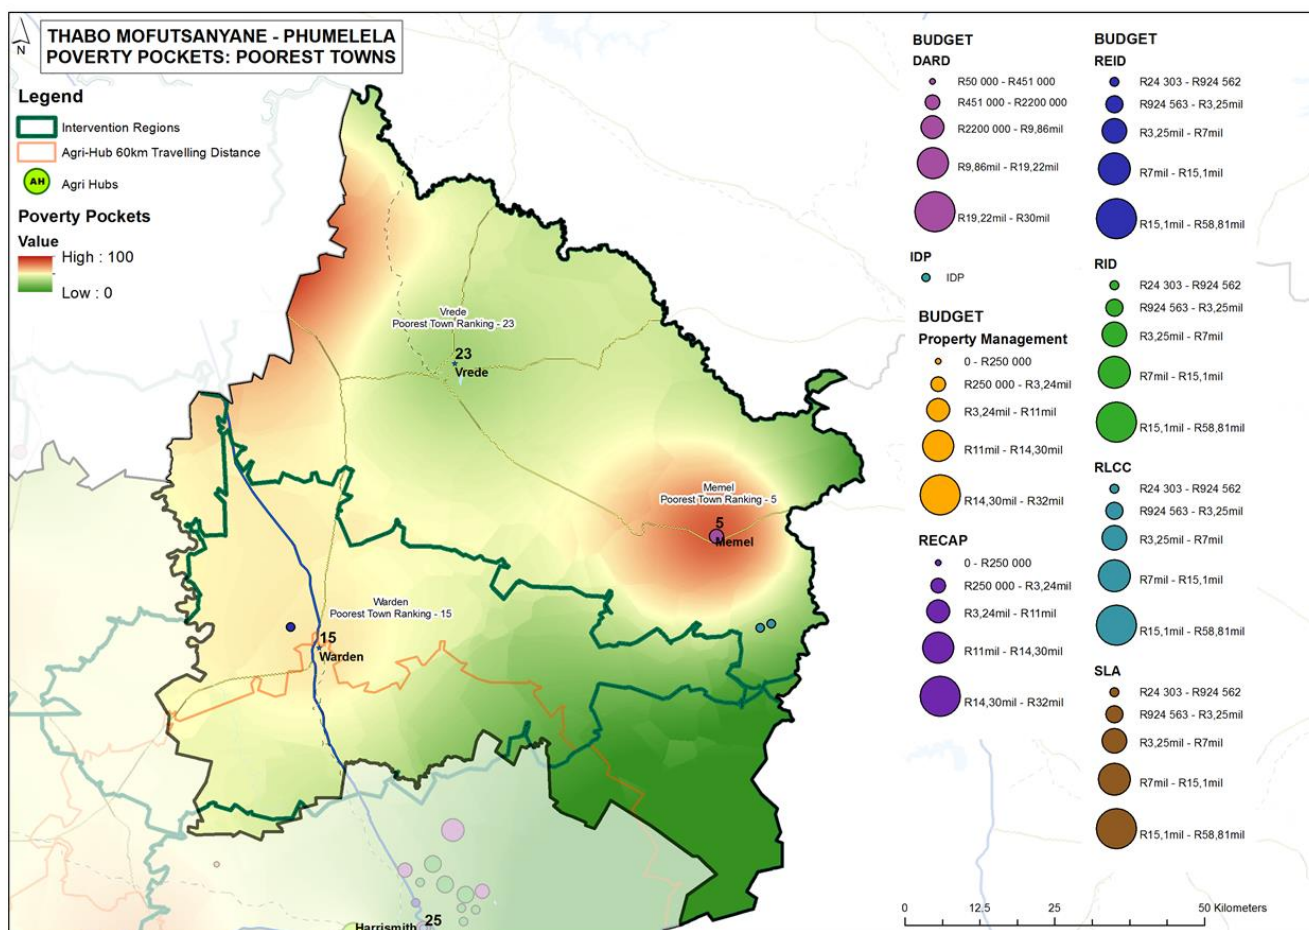 THABO MOFUTSANYANE - PHUMELELA
POVERTY POCKETS: POOREST TOWNS
N
Legend
Intervention Regions
Agri-Hub 60km Travelling Distance
AH
Agri Hubs
Poverty Pockets
Value
High : 100
Low : 0
Vrede
Poorest Town Ranking - 23
23
Vrede
Memel
Poorest Town Ranking - 5
5
Memel
Warden
Poorest Town Ranking - 15
15
Warden
25
Harrismith
BUDGET
DARD
R50 000 - R451 000
R451 000 - R2200 000
R2200 000 - R9,86mil
R9,86mil - R19,22mil
R19,22mil - R30mil
IDP
IDP
BUDGET
Property Management
0 - R250 000
R250 000 - R3,24mil
R3,24mil - R11mil
R11mil - R14,30mil
R14,30mil - R32mil
RECAP
0 - R250 000
R250 000 - R3,24mil
R3,24mil - R11mil
R11mil - R14,30mil
R14,30mil - R32mil
BUDGET
REID
R24 303 - R924 562
R924 563 - R3,25mil
R3,25mil - R7mil
R7mil - R15,1mil
R15,1mil - R58,81mil
RID
R24 303 - R924 562
R924 563 - R3,25mil
R3,25mil - R7mil
R7mil - R15,1mil
R15,1mil - R58,81mil
RLCC
R24 303 - R924 562
R924 563 - R3,25mil
R3,25mil - R7mil
R7mil - R15,1mil
R15,1mil - R58,81mil
SLA
R24 303 - R924 562
R924 563 - R3,25mil
R3,25mil - R7mil
R7mil - R15,1mil
R15,1mil - R58,81mil
0 12,5 25 50 Kilometers